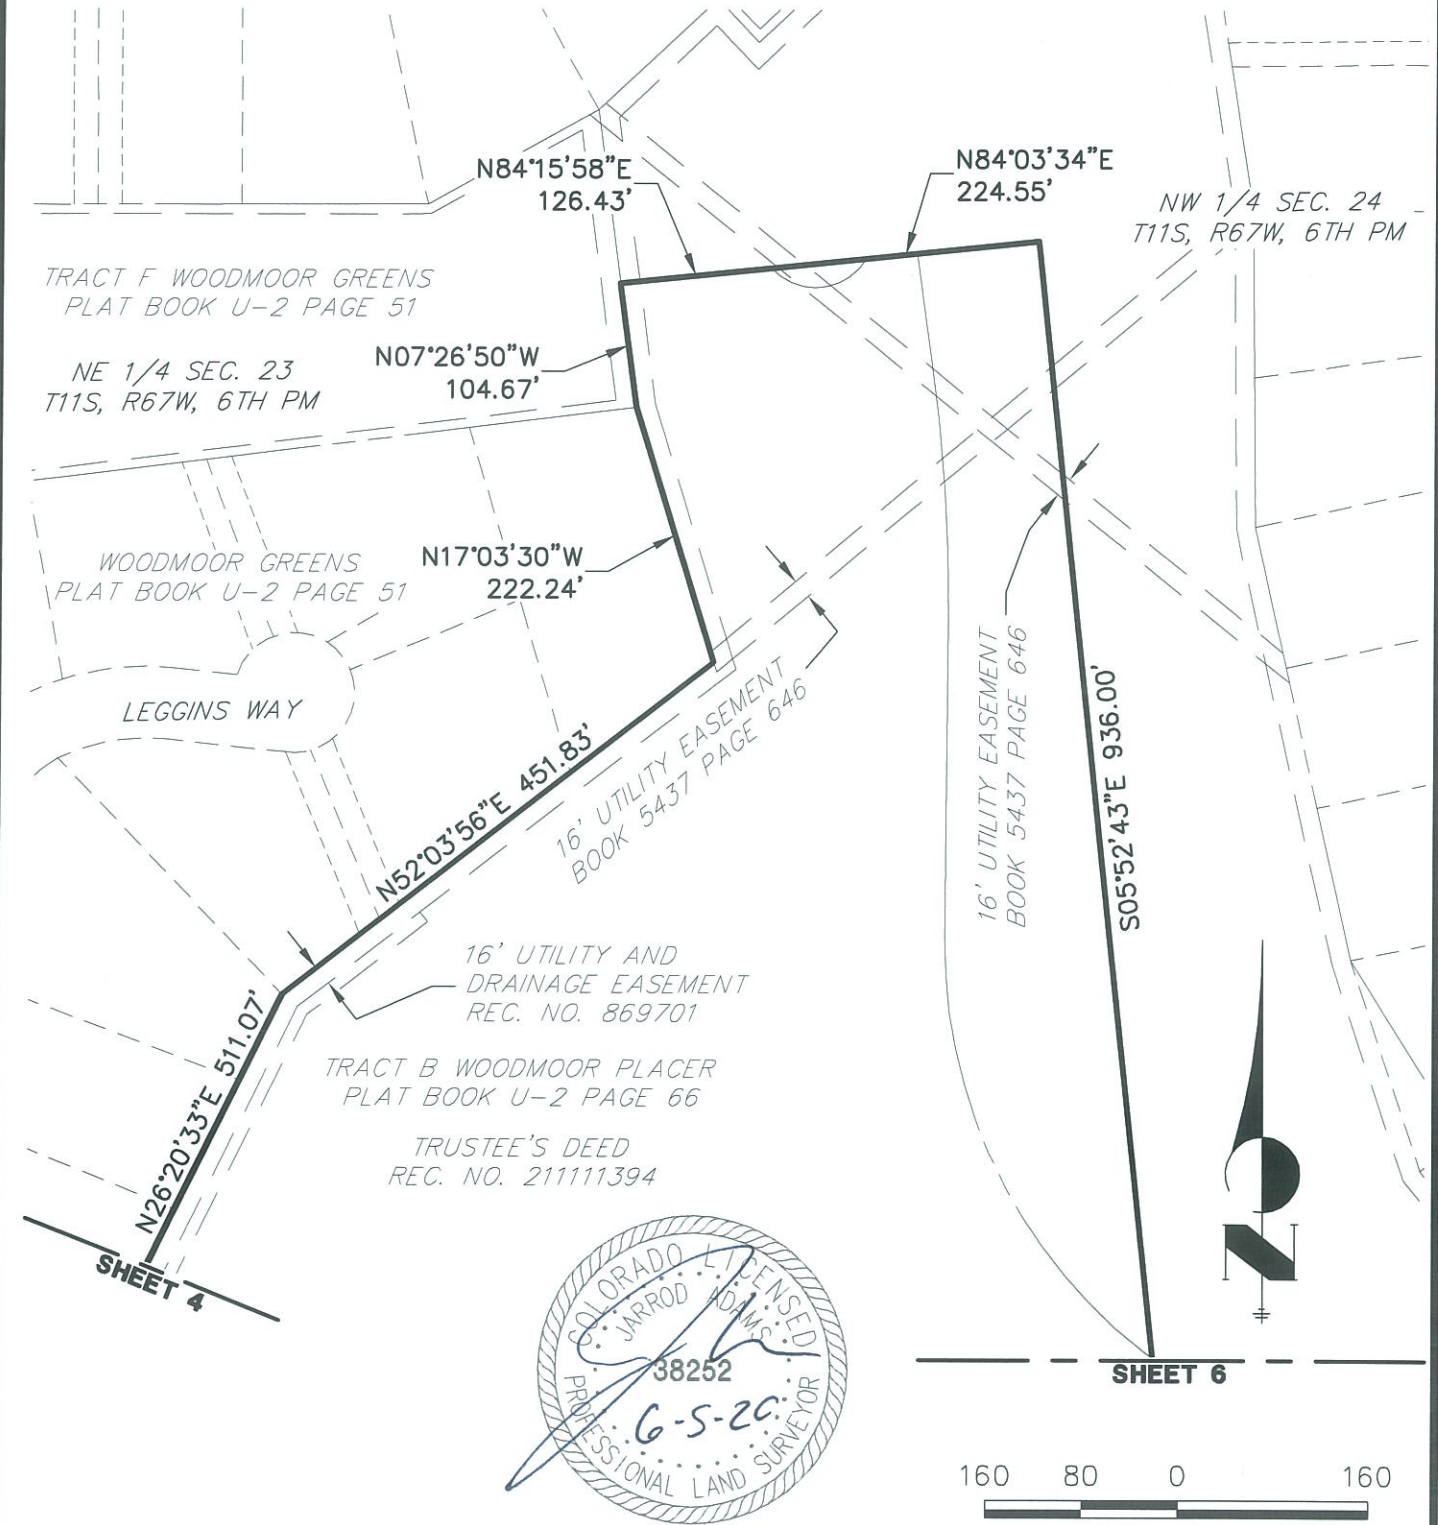 N84°15'58"E
126.43'
N84°03'34"E
224.55'
NW 1/4 SEC. 24
T11S, R67W, 6TH PM
TRACT F WOODMOOR GREENS
PLAT BOOK U-2 PAGE 51
NE 1/4 SEC. 23
T11S, R67W, 6TH PM
N07°26'50"W
104.67'
WOODMOOR GREENS
PLAT BOOK U-2 PAGE 51
N17°03'30"W
222.24'
LEGGINS WAY
N52°03'56"E 451.83'
16' UTILITY EASEMENT
BOOK 5437 PAGE 646
16' UTILITY EASEMENT
BOOK 5437 PAGE 646
S05°52'43"E 936.00'
16' UTILITY AND
DRAINAGE EASEMENT
REC. NO. 869701
N26°20'33"E 511.07'
TRACT B WOODMOOR PLACER
PLAT BOOK U-2 PAGE 66
TRUSTEE'S DEED
REC. NO. 211111394
SHEET 4
N
COLORADO LICENSED
JARROD ADAMS
38252
6-5-20
PROFESSIONAL LAND SURVEYOR
SHEET 6
160 80 0 160